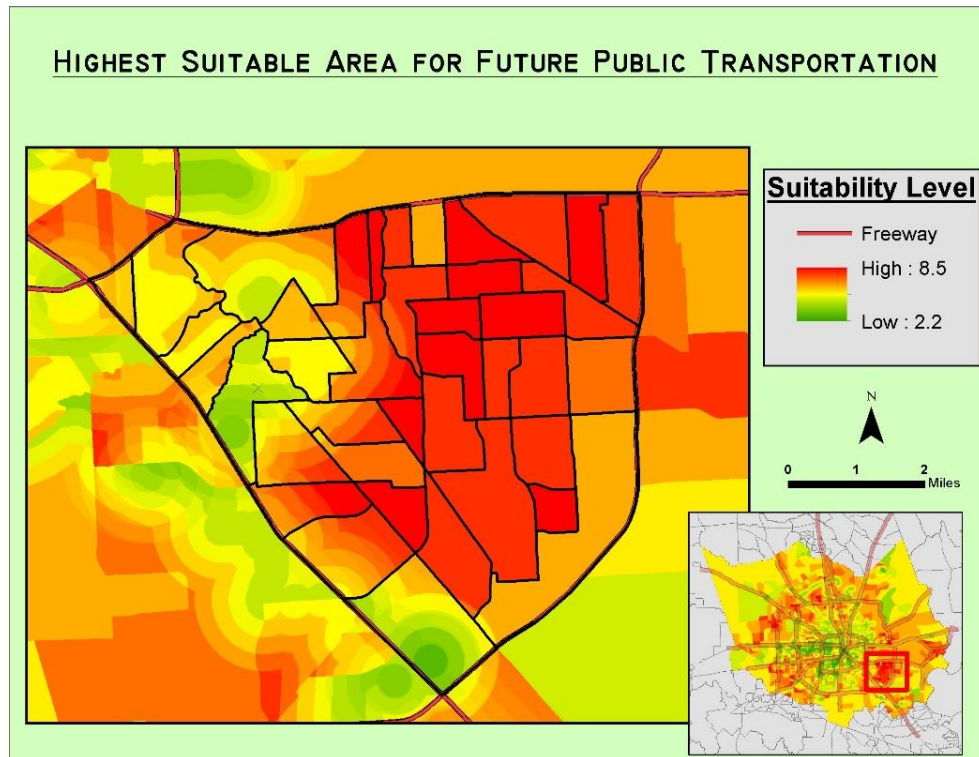 HIGHEST SUITABLE AREA FOR FUTURE PUBLIC TRANSPORTATION
Suitability Level
Freeway
High : 8.5
Low : 2.2
N
0 1 2
Miles